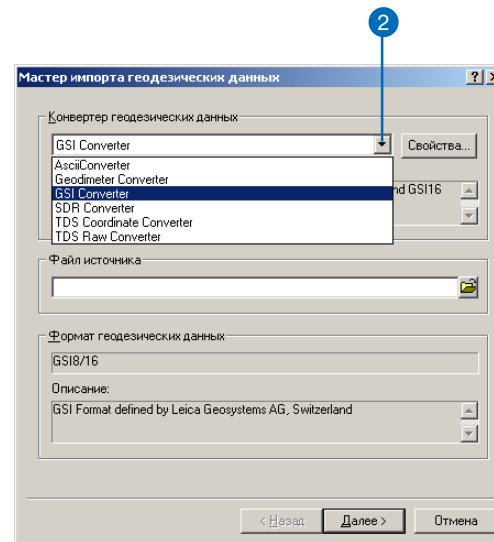 2
Мастер импорта геодезических данных
Конвертер геодезических данных
GSI Converter
Свойства...
AsciiConverter
Geodimeter Converter
GSI Converter
nd GSI16
SDR Converter
TDS Coordinate Converter
TDS Raw Converter
Файл источника
Формат геодезических данных
GSI8/16
Описание:
GSI Format defined by Leica Geosystems AG, Switzerland
< Назад
Далее >
Отмена